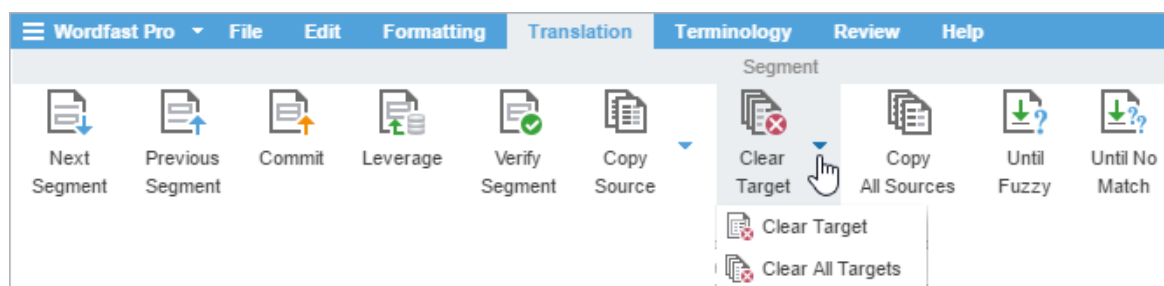 Wordfast Pro File Edit Formatting Translation Terminology Review Help
Segment
Next Segment
Previous Segment
Commit
Leverage
Verify Segment
Copy Source
Clear Target
Copy All Sources
Until Fuzzy
Until No Match
Clear Target
Clear All Targets